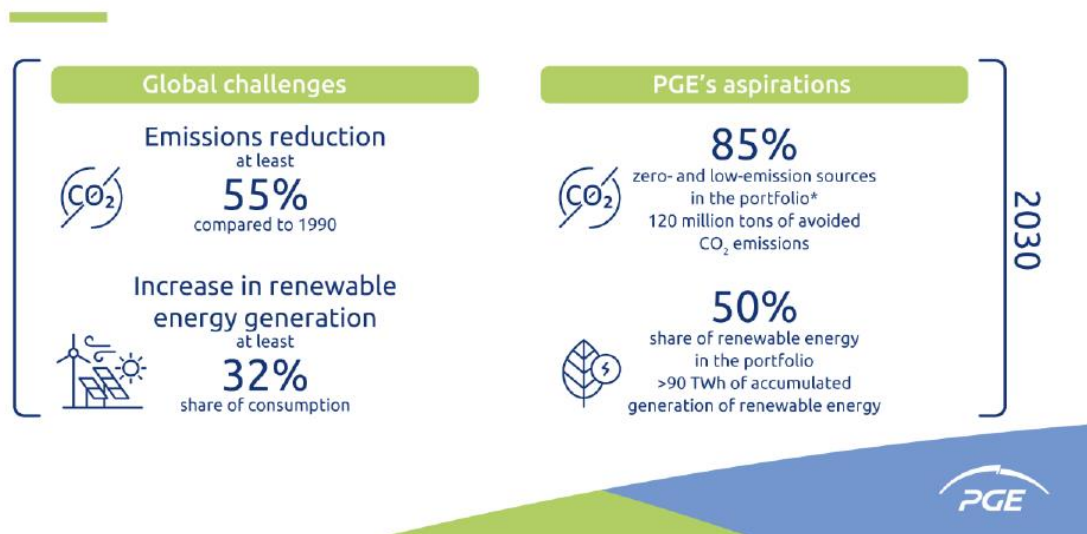 Global challenges
Emissions reduction
at least
CO₂
55%
compared to 1990
Increase in renewable
energy generation
at least
32%
share of consumption
PGE's aspirations
85%
zero- and low-emission sources
CO₂
in the portfolio*
120 million tons of avoided
CO₂ emissions
50%
share of renewable energy
in the portfolio
>90 TWh of accumulated
generation of renewable energy
2030
PGE